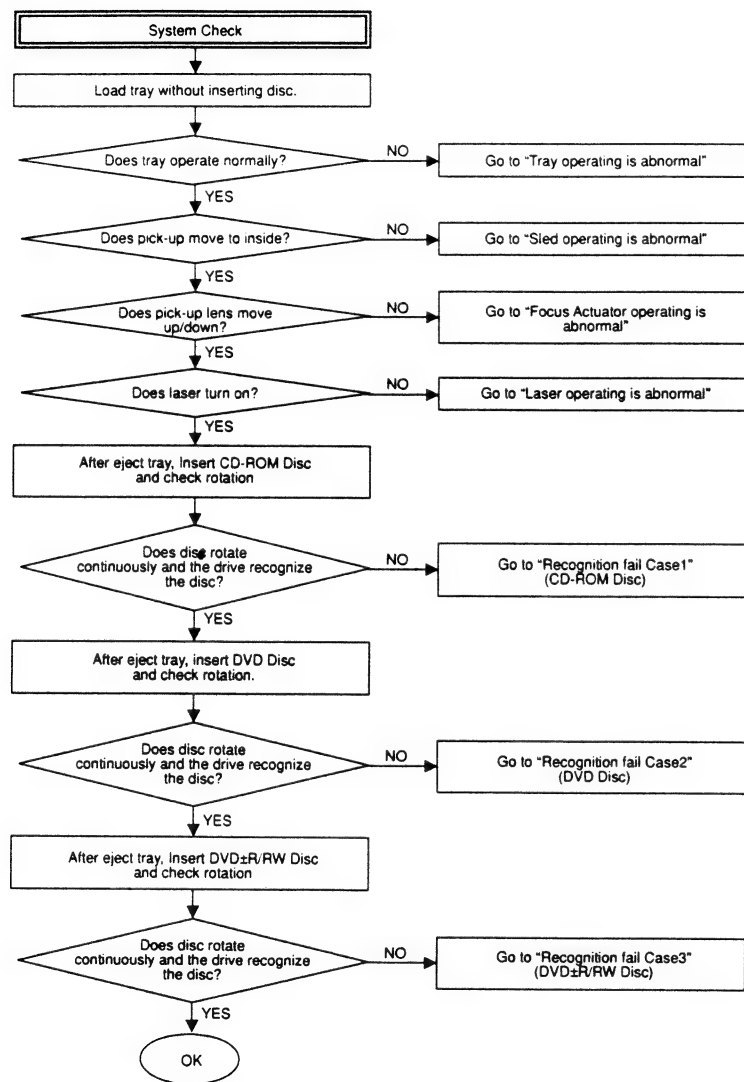 System Check
Load tray without inserting disc.
Does tray operate normally?
NO
Go to “Tray operating is abnormal”
YES
Does pick-up move to inside?
NO
Go to “Sled operating is abnormal”
YES
Does pick-up lens move
up/down?
NO
Go to “Focus Actuator operating is
abnormal”
YES
Does laser turn on?
NO
Go to “Laser operating is abnormal”
YES
After eject tray, Insert CD-ROM Disc
and check rotation
Does disc rotate
continuously and the drive recognize
the disc?
NO
Go to “Recognition fail Case1”
(CD-ROM Disc)
YES
After eject tray, insert DVD Disc
and check rotation.
Does disc rotate
continuously and the drive recognize
the disc?
NO
Go to “Recognition fail Case2”
(DVD Disc)
YES
After eject tray, Insert DVD±R/RW Disc
and check rotation
Does disc rotate
continuously and the drive recognize
the disc?
NO
Go to “Recognition fail Case3”
(DVD±R/RW Disc)
YES
OK